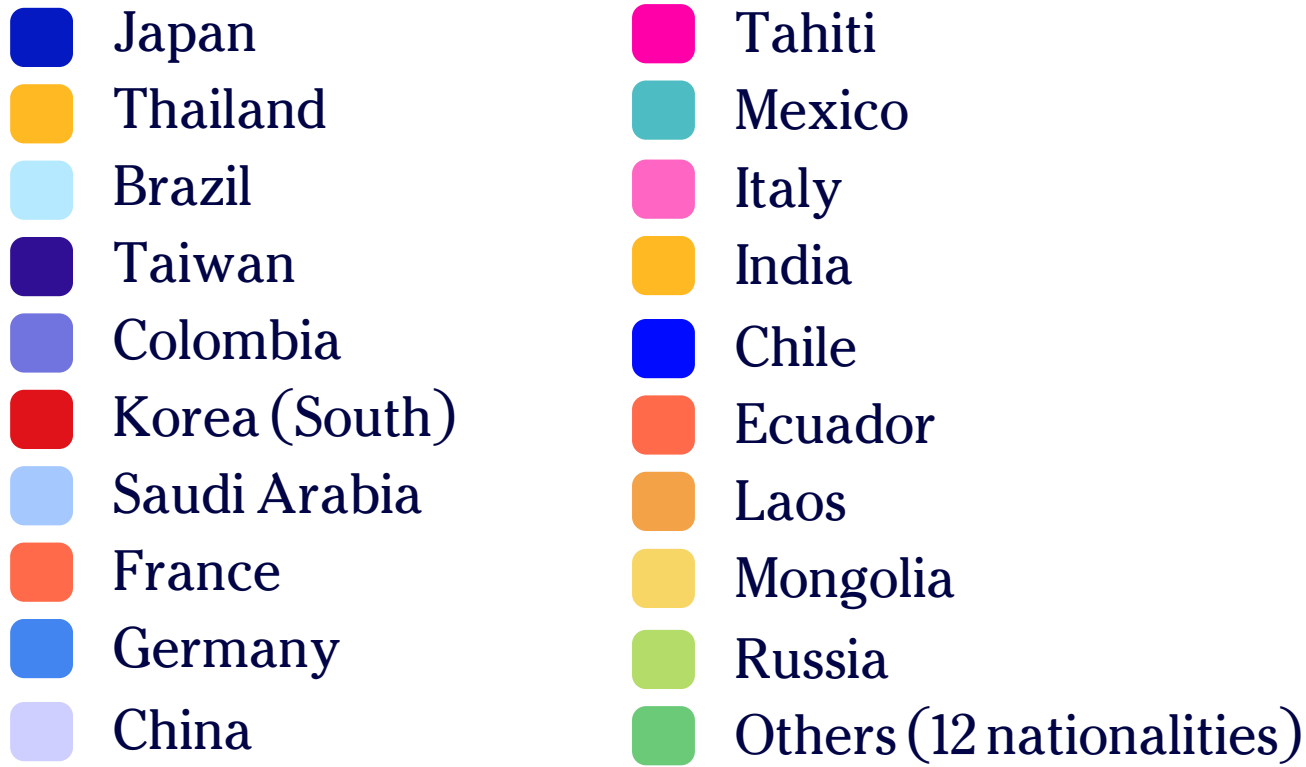 Japan
Thailand
Brazil
Taiwan
Colombia
Korea (South)
Saudi Arabia
France
Germany
China
Tahiti
Mexico
Italy
India
Chile
Ecuador
Laos
Mongolia
Russia
Others (12 nationalities)